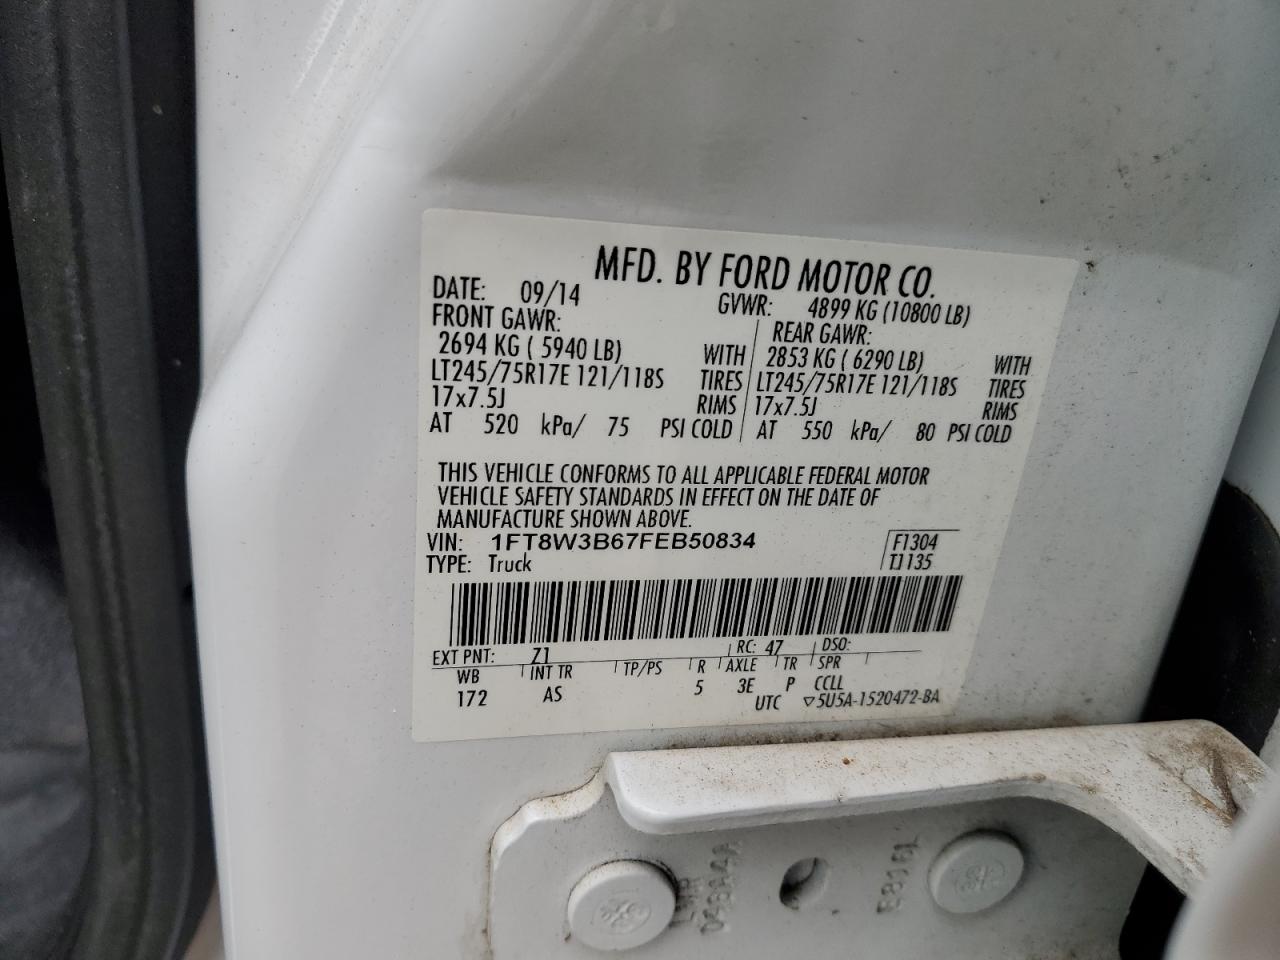 MFD. BY FORD MOTOR CO.
DATE: 09/14 GVWR: 4899 KG (10800 LB)
FRONT GAWR: REAR GAWR:
2694 KG ( 5940 LB) WITH 2853 KG ( 6290 LB) WITH
LT245/75R17E 121/118S TIRES LT245/75R17E 121/118S TIRES
17x7.5J RIMS 17x7.5J RIMS
AT 520 kPa/ 75 PSI COLD AT 550 kPa/ 80 PSI COLD
THIS VEHICLE CONFORMS TO ALL APPLICABLE FEDERAL MOTOR
VEHICLE SAFETY STANDARDS IN EFFECT ON THE DATE OF
MANUFACTURE SHOWN ABOVE.
VIN: 1FT8W3B67FEB50834 F1304
TYPE: Truck TJ135
EXT PNT: Z1 RC: 47 DSO:
WB INT TR TP/PS R AXLE TR SPR
172 AS 5 3E P CCLL
UTC ▽5U5A-1520472-BA